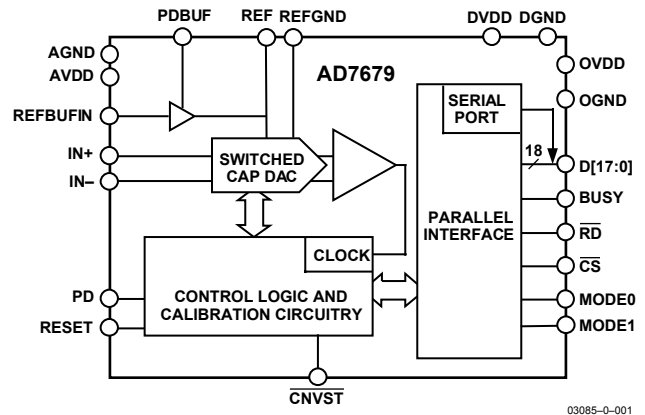 PDBUF REF REFGND DVDD DGND
AGND
AVDD
AD7679
OVDD
OGND
REFBUFIN
SERIAL
PORT
18
D[17:0]
IN+
IN–
SWITCHED
CAP DAC
BUSY
PARALLEL
INTERFACE
RD
CS
CLOCK
PD
RESET
CONTROL LOGIC AND
CALIBRATION CIRCUITRY
MODE0
MODE1
CNVST
03085–0–001